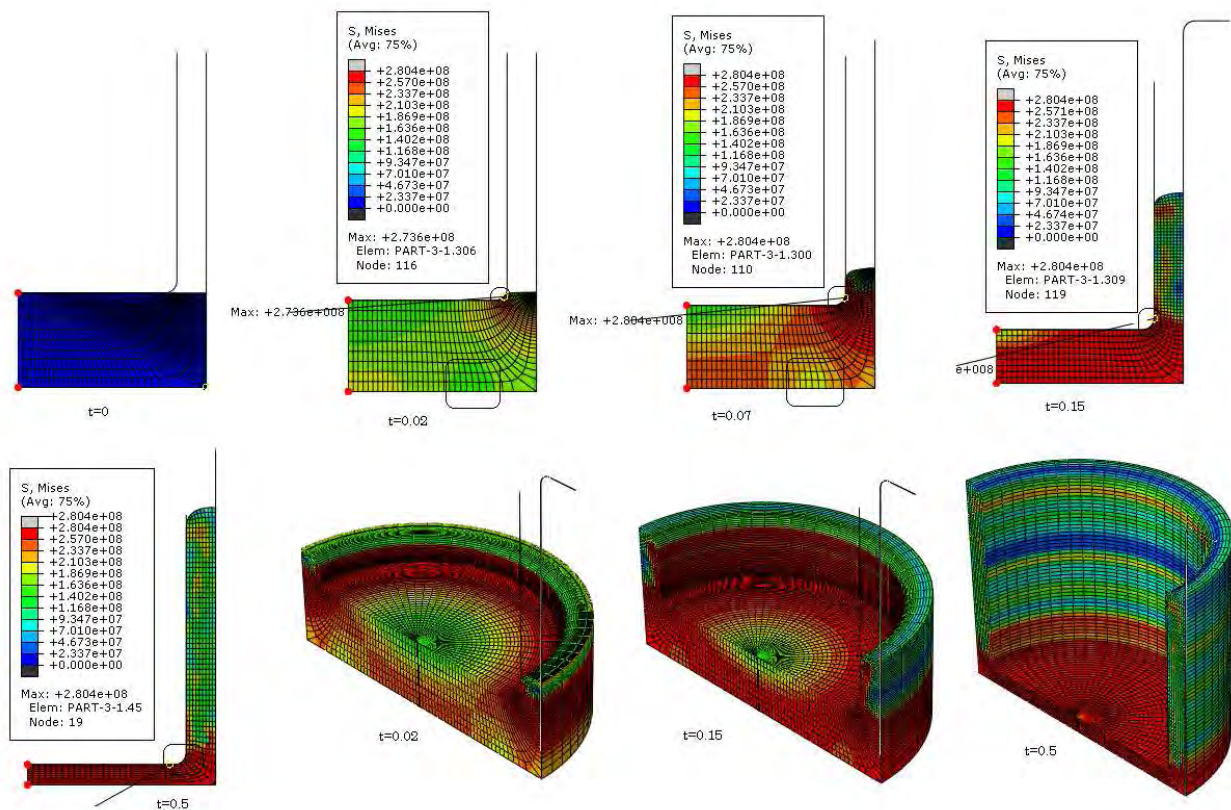 S, Mises
(Avg: 75%)
+2.804e+08
+2.570e+08
+2.337e+08
+2.103e+08
+1.869e+08
+1.636e+08
+1.402e+08
+1.168e+08
+9.347e+07
+7.010e+07
+4.673e+07
+2.337e+07
+0.000e+00
Max: +2.736e+08
Elem: PART-3-1.306
Node: 116
Max: +2.736e+008
t=0
t=0.02
S, Mises
(Avg: 75%)
+2.804e+08
+2.570e+08
+2.337e+08
+2.103e+08
+1.869e+08
+1.636e+08
+1.402e+08
+1.168e+08
+9.347e+07
+7.010e+07
+4.673e+07
+2.337e+07
+0.000e+00
Max: +2.804e+08
Elem: PART-3-1.300
Node: 110
Max: +2.804e+008
t=0.07
S, Mises
(Avg: 75%)
+2.804e+08
+2.571e+08
+2.337e+08
+2.103e+08
+1.869e+08
+1.636e+08
+1.402e+08
+1.168e+08
+9.347e+07
+7.010e+07
+4.674e+07
+2.337e+07
+0.000e+00
Max: +2.804e+08
Elem: PART-3-1.309
Node: 119
e+008
t=0.15
S, Mises
(Avg: 75%)
+2.804e+08
+2.804e+08
+2.570e+08
+2.337e+08
+2.103e+08
+1.869e+08
+1.636e+08
+1.402e+08
+1.168e+08
+9.347e+07
+7.010e+07
+4.673e+07
+2.337e+07
+0.000e+00
Max: +2.804e+08
Elem: PART-3-1.45
Node: 19
t=0.5
t=0.02
t=0.15
t=0.5